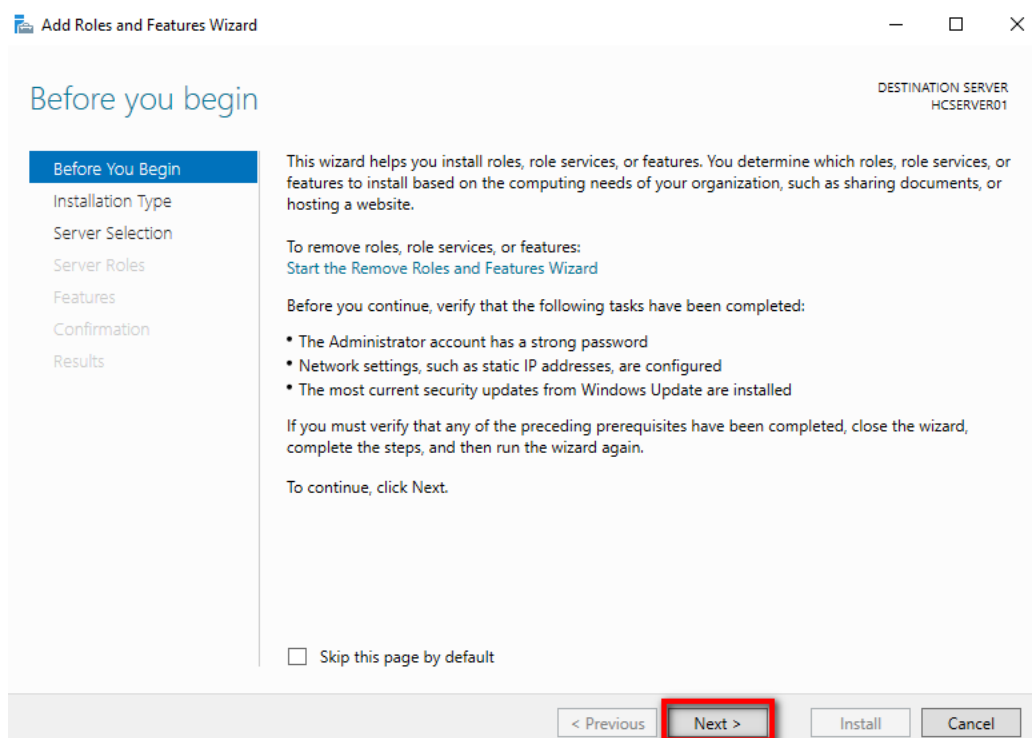 Add Roles and Features Wizard
Before you begin
DESTINATION SERVER
HCSERVER01
Before You Begin
Installation Type
Server Selection
Server Roles
Features
Confirmation
Results
This wizard helps you install roles, role services, or features. You determine which roles, role services, or
features to install based on the computing needs of your organization, such as sharing documents, or
hosting a website.
To remove roles, role services, or features:
Start the Remove Roles and Features Wizard
Before you continue, verify that the following tasks have been completed:
• The Administrator account has a strong password
• Network settings, such as static IP addresses, are configured
• The most current security updates from Windows Update are installed
If you must verify that any of the preceding prerequisites have been completed, close the wizard,
complete the steps, and then run the wizard again.
To continue, click Next.
Skip this page by default
< Previous
Next >
Install
Cancel